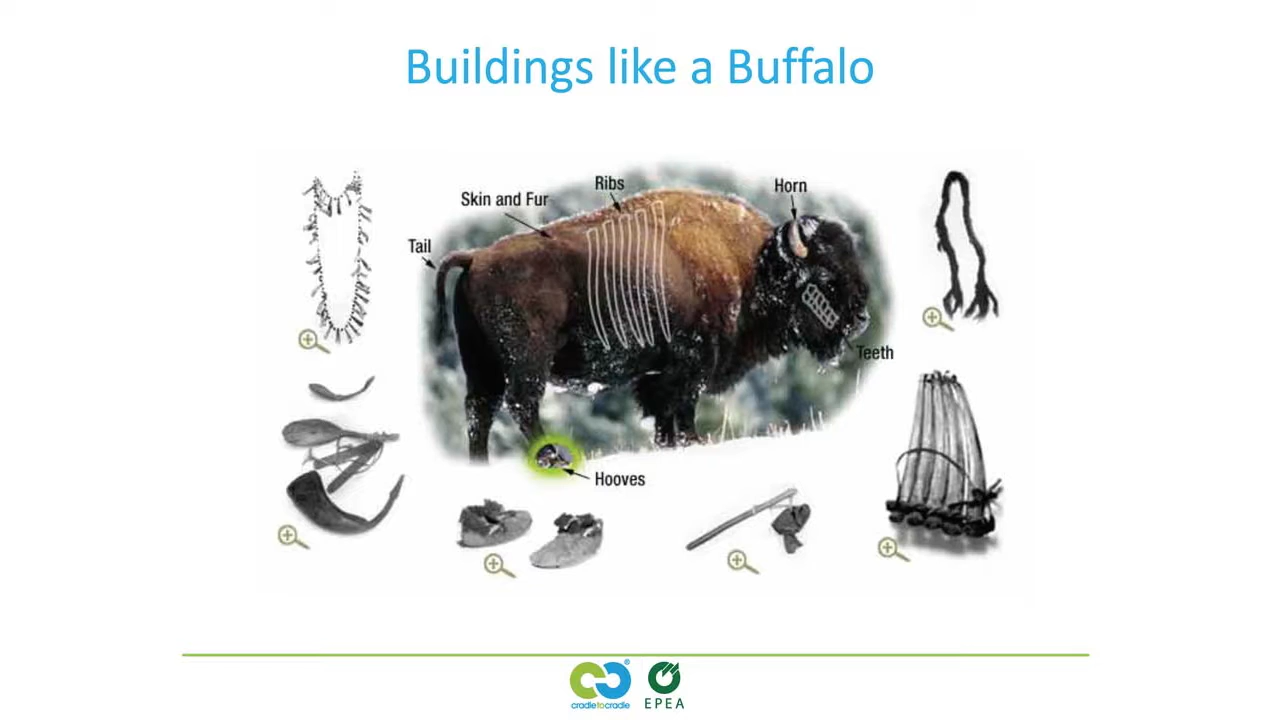 Buildings like a Buffalo
Ribs
Horn
Skin and Fur
Tail
Teeth
Hooves
cradletocradle®
EPEA